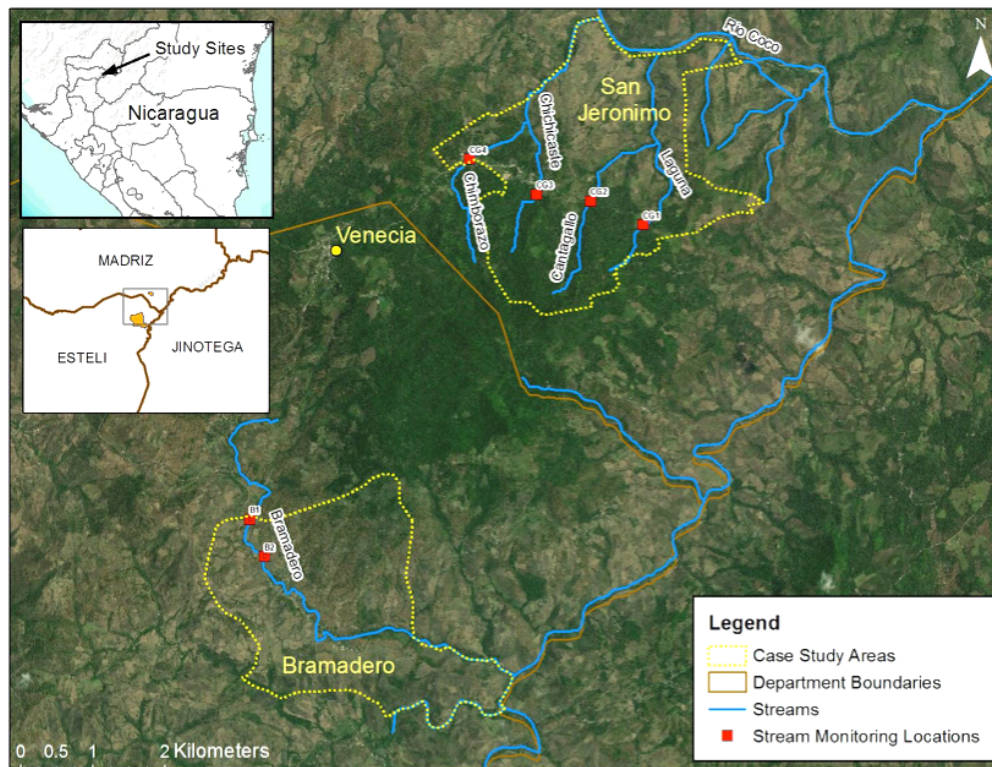 Study Sites
Nicaragua
MADRIZ
ESTELI
JINOTEGA
N
Rio Coco
San
Jeronimo
Chichicaste
Laguna
CG4
CG3
CG2
CG1
Chimborazo
Cantagallo
Venecia
B1
Bramadero
B2
Bramadero
Legend
Case Study Areas
Department Boundaries
Streams
Stream Monitoring Locations
0 0.5 1 2 Kilometers